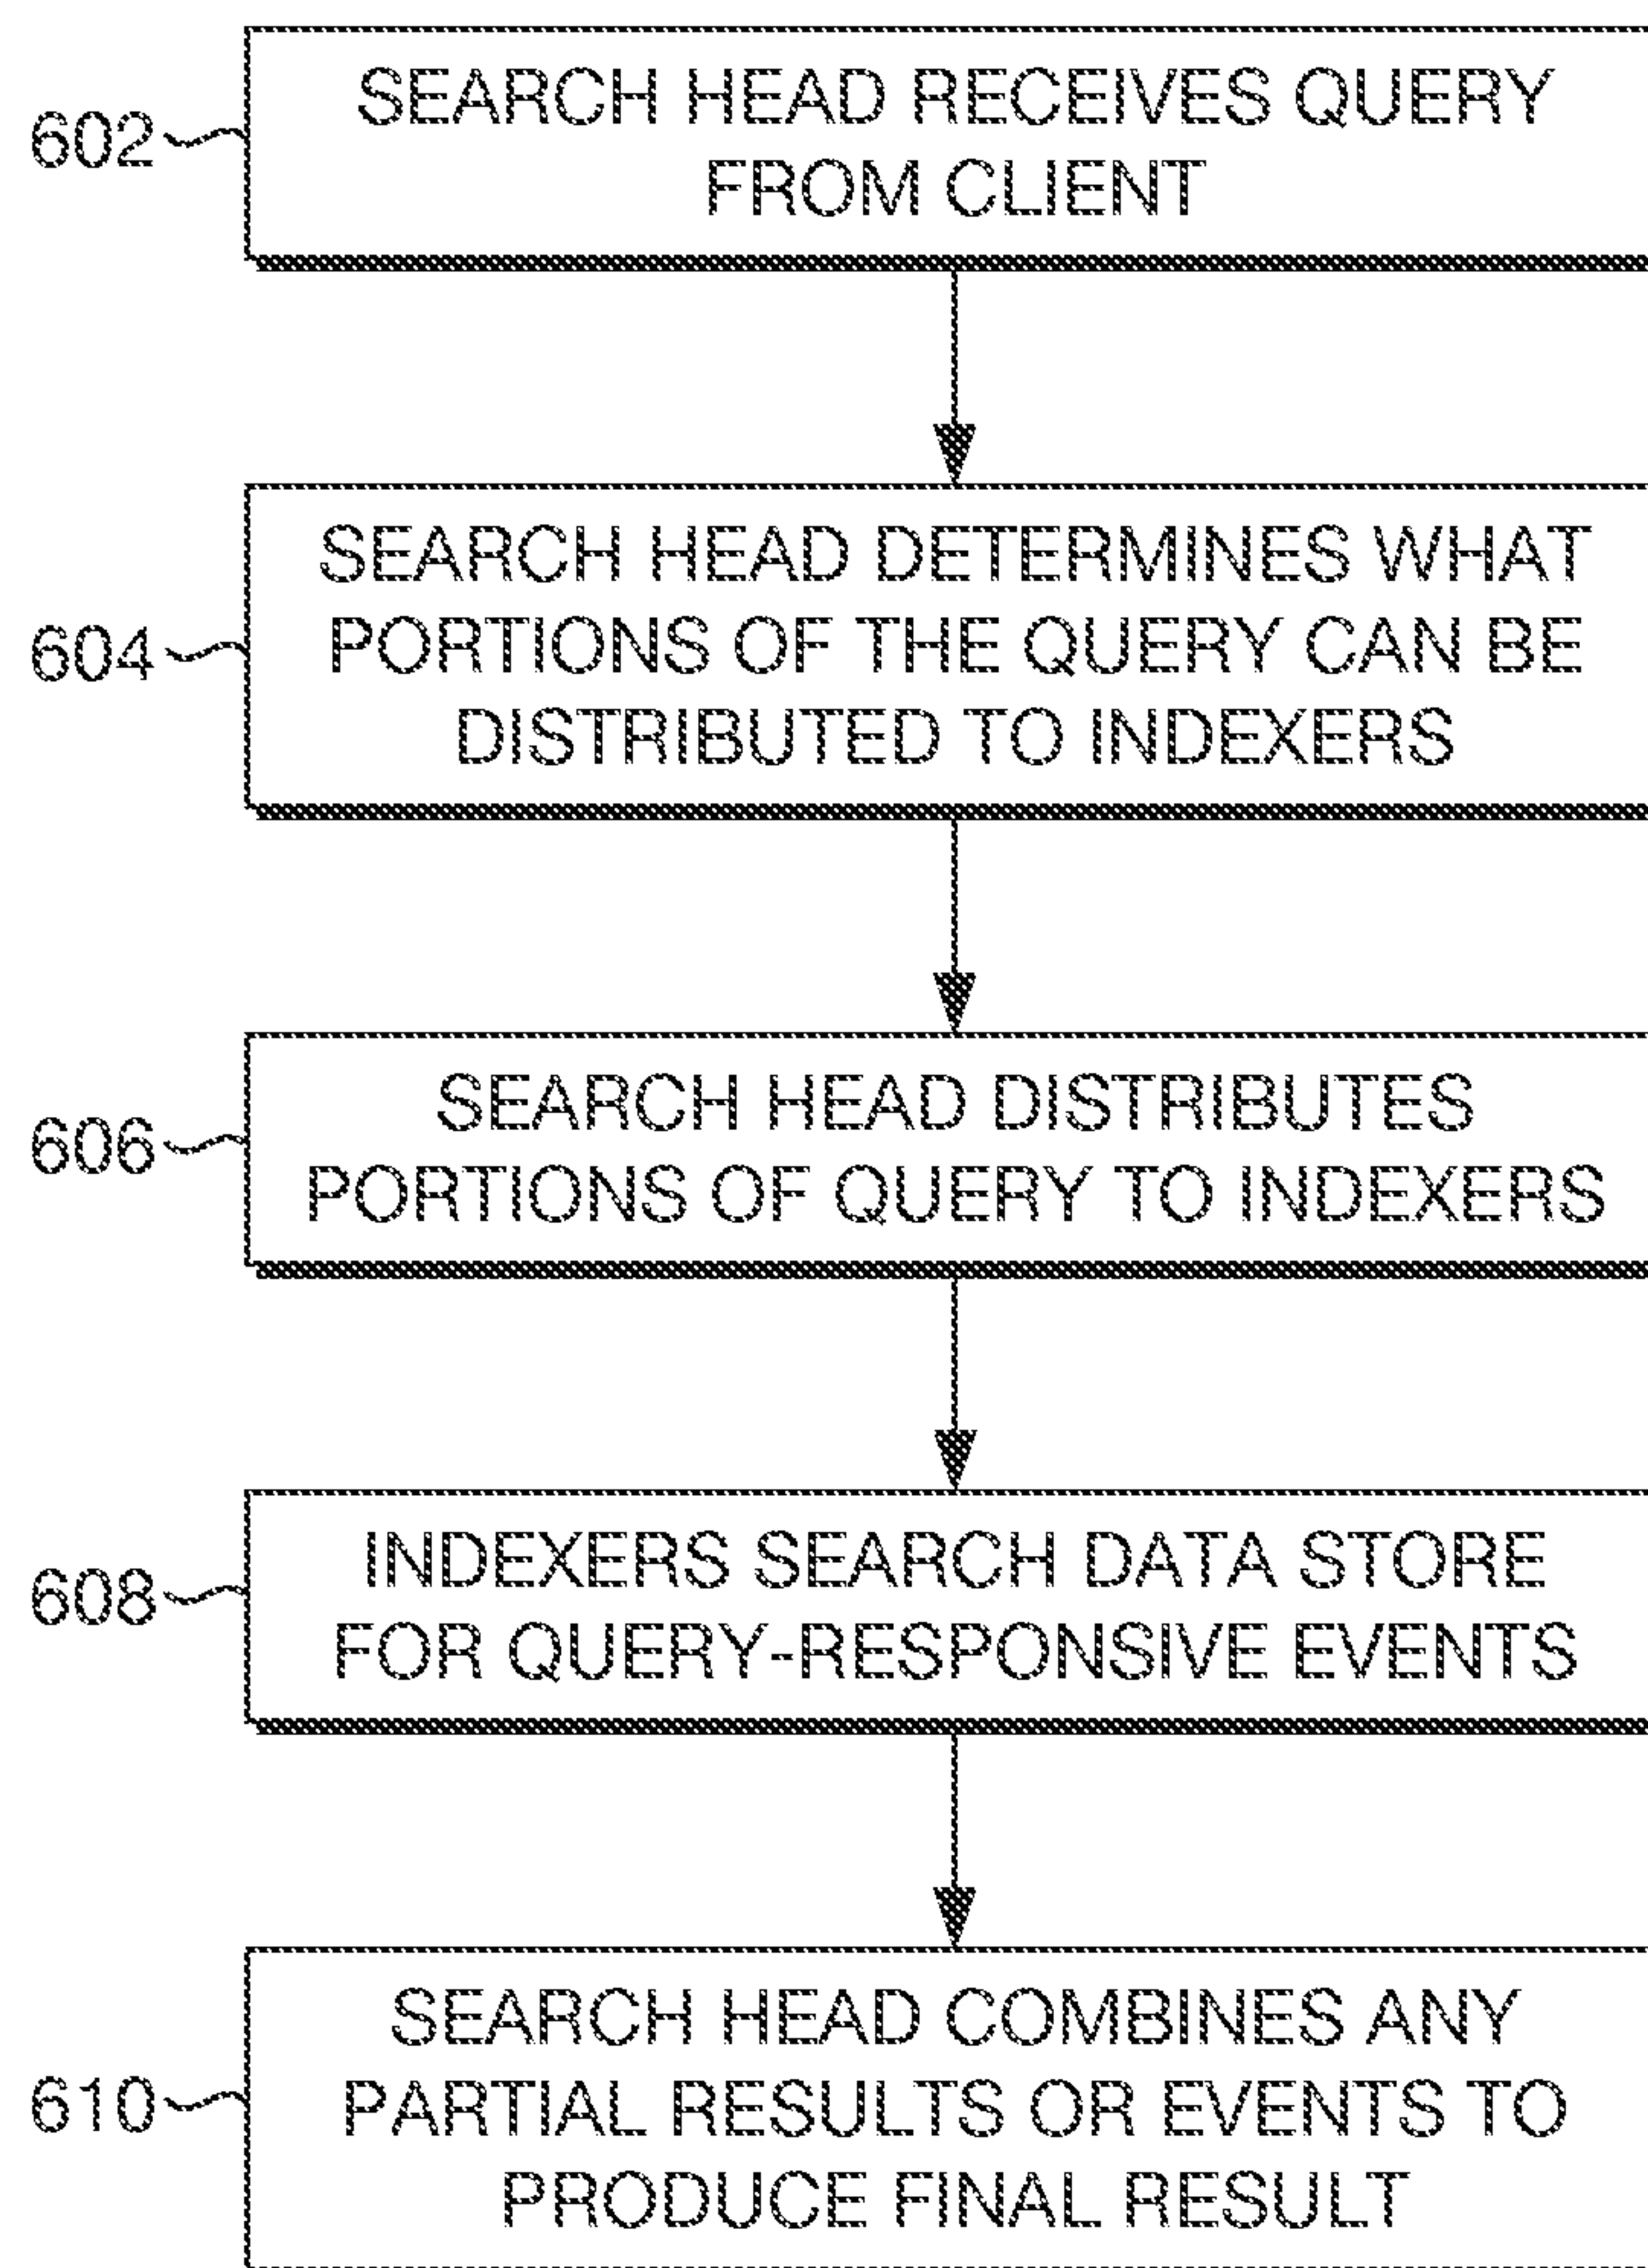 602
SEARCH HEAD RECEIVES QUERY
FROM CLIENT
604
SEARCH HEAD DETERMINES WHAT
PORTIONS OF THE QUERY CAN BE
DISTRIBUTED TO INDEXERS
606
SEARCH HEAD DISTRIBUTES
PORTIONS OF QUERY TO INDEXERS
608
INDEXERS SEARCH DATA STORE
FOR QUERY-RESPONSIVE EVENTS
610
SEARCH HEAD COMBINES ANY
PARTIAL RESULTS OR EVENTS TO
PRODUCE FINAL RESULT